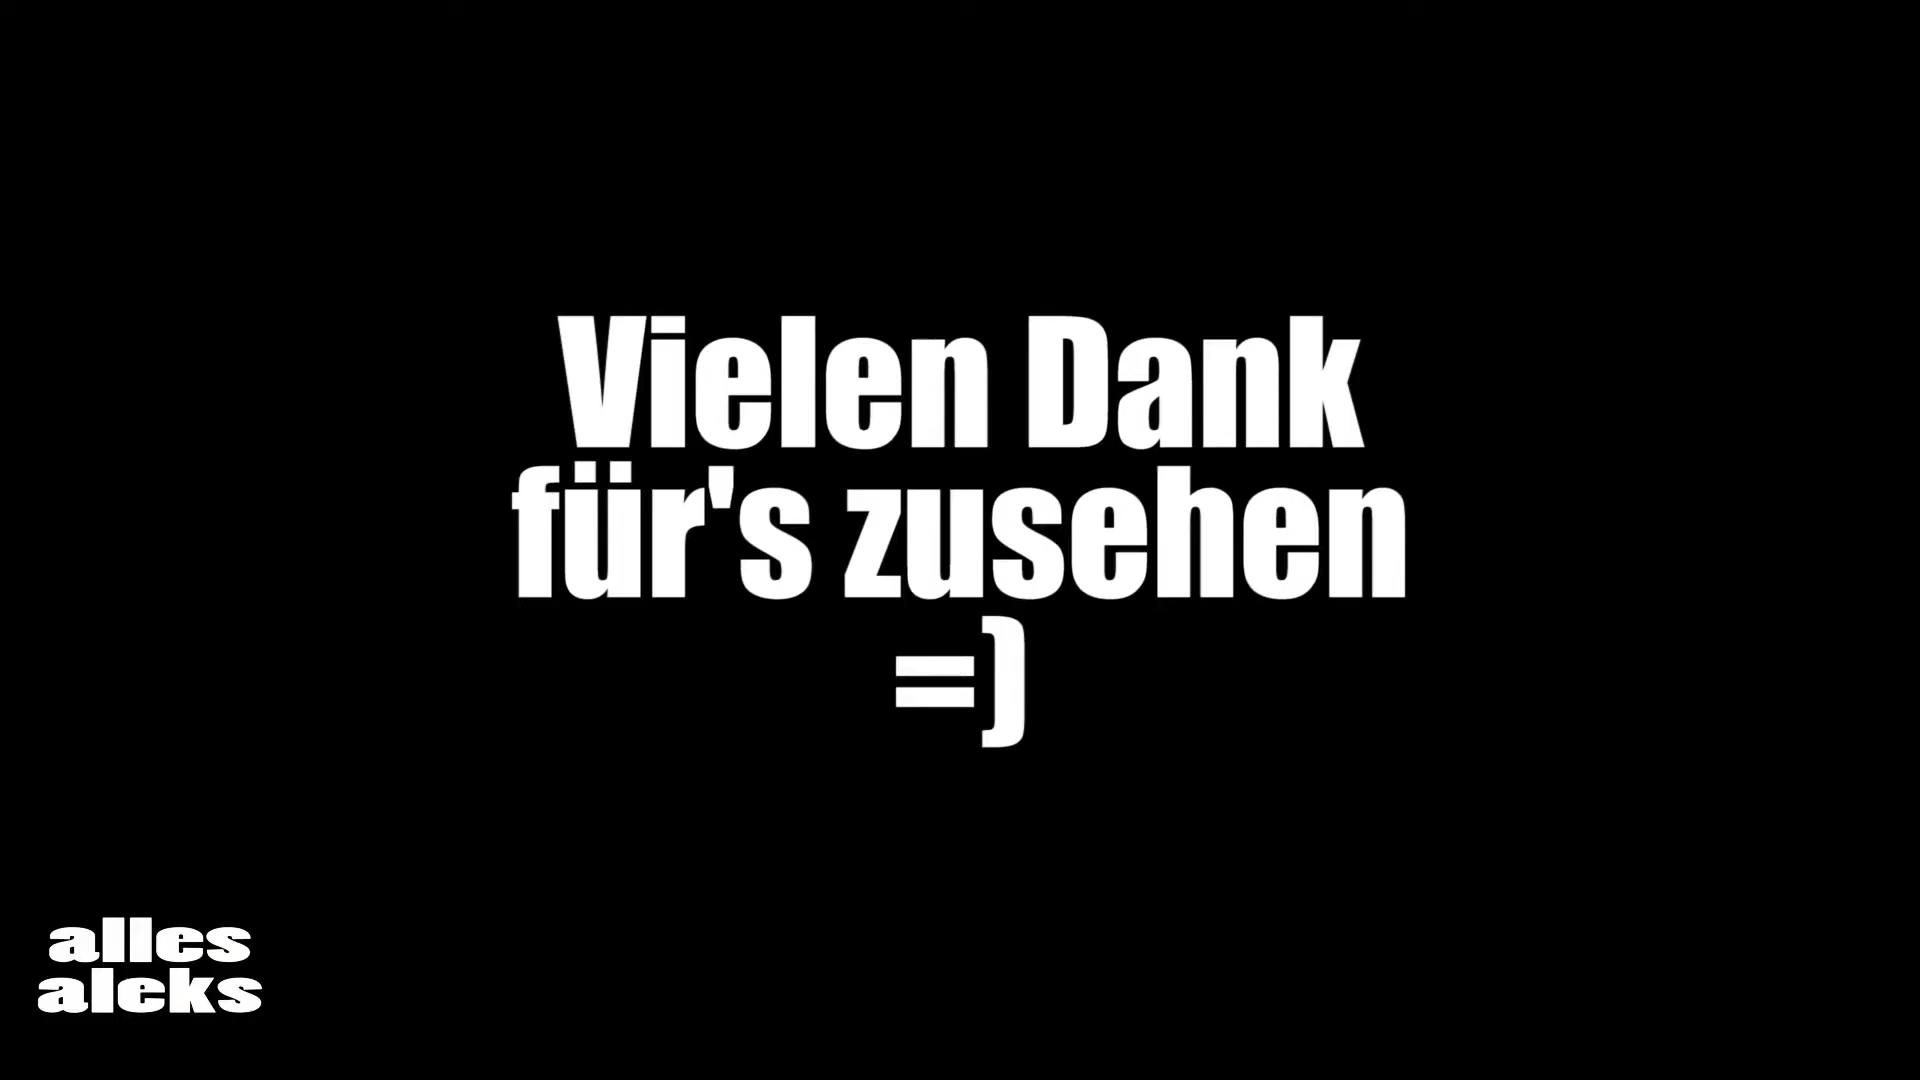 Vielen Dank
für's zusehen
=)
alles
aleks